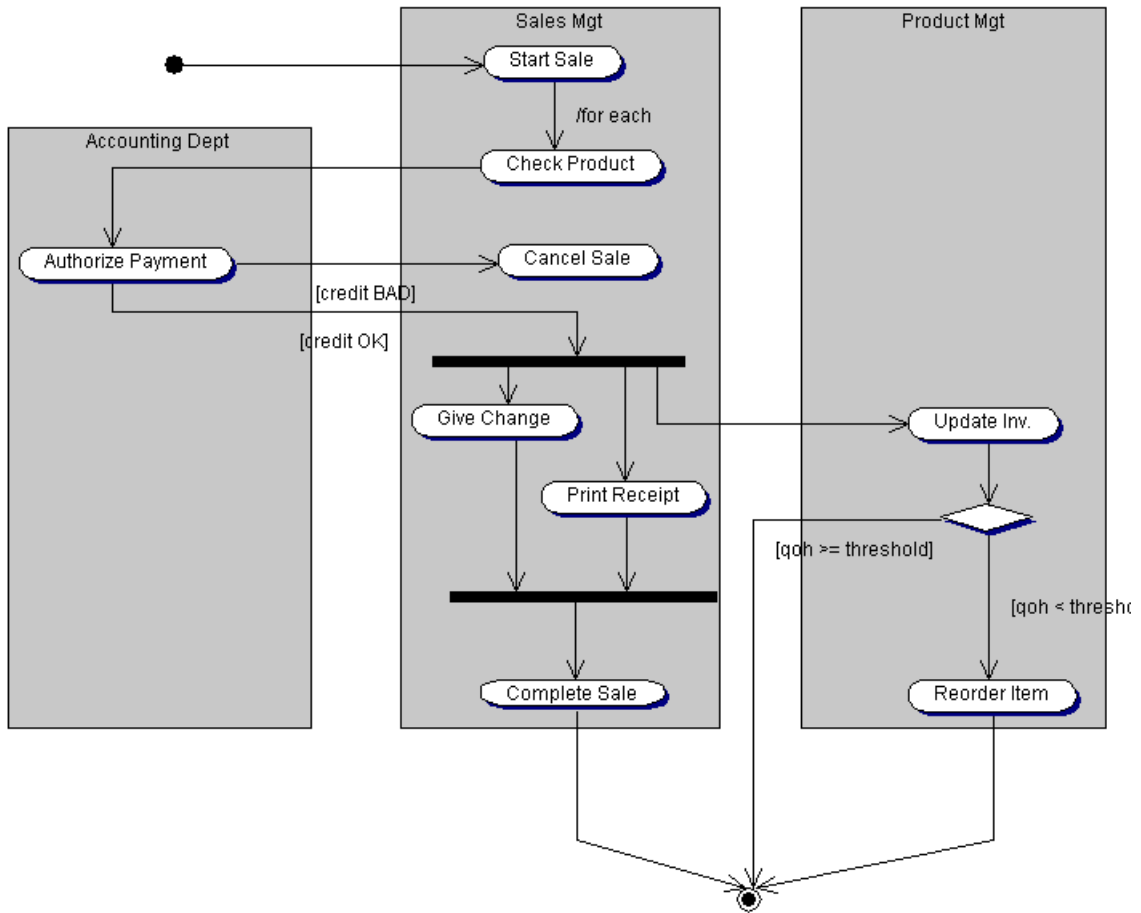 Sales Mgt
Product Mgt
Start Sale
/for each
Accounting Dept
Check Product
Authorize Payment
Cancel Sale
[credit BAD]
[credit OK]
Give Change
Update Inv.
Print Receipt
[qoh >= threshold]
[qoh <
Complete Sale
Reorder Item